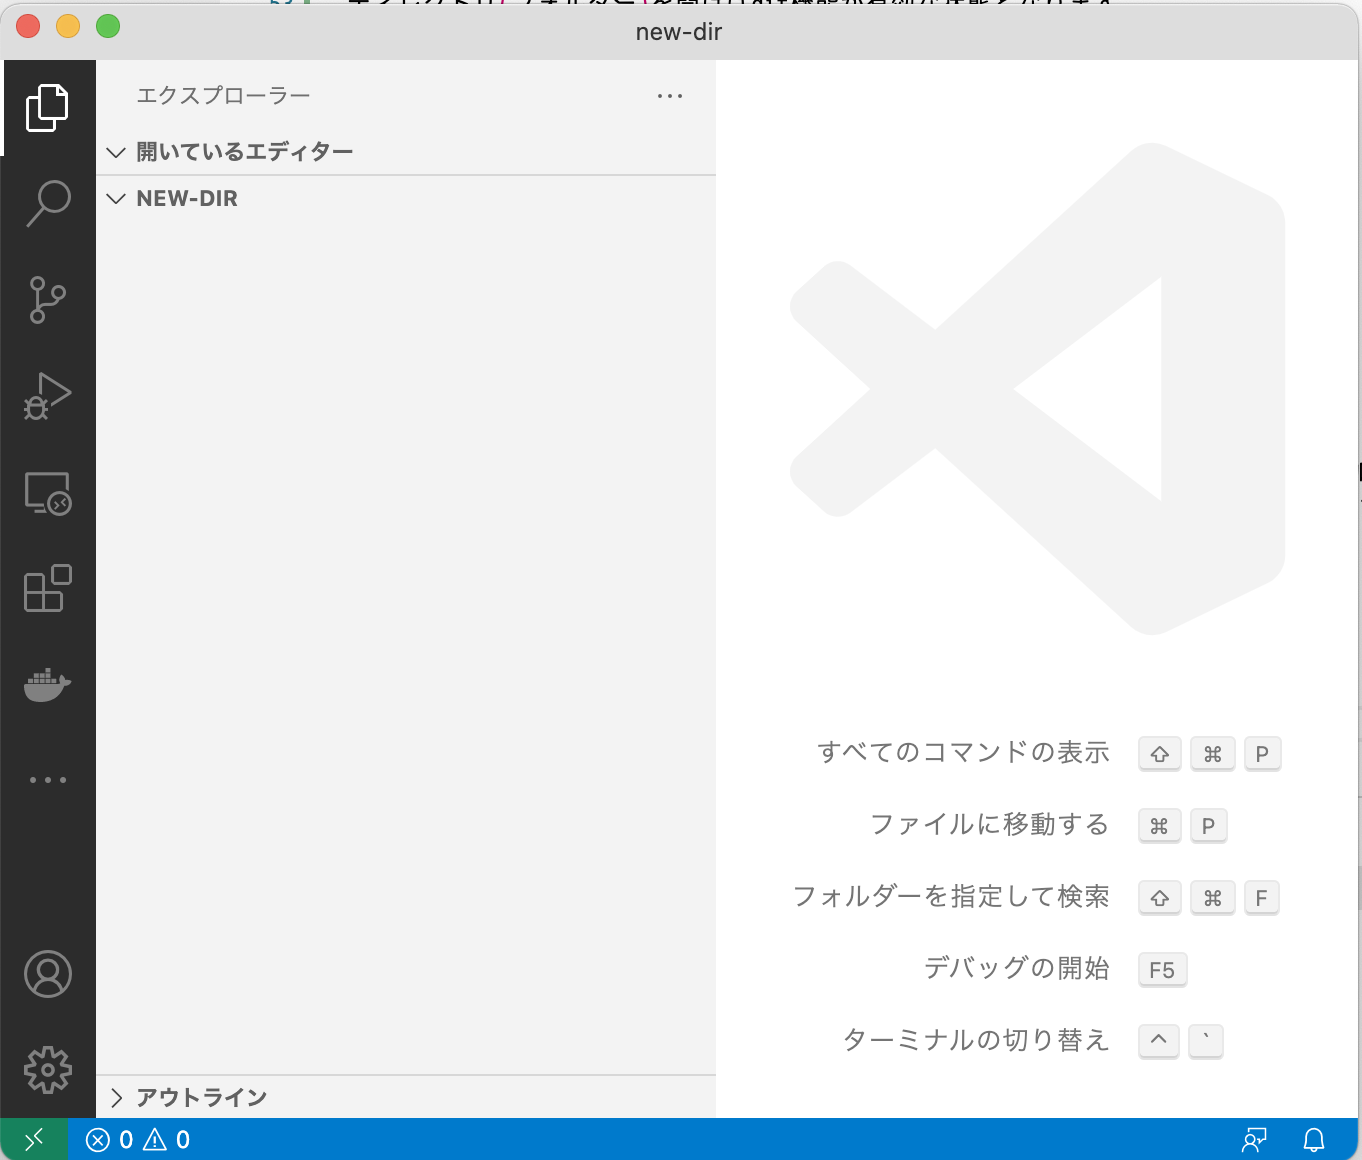 new-dir
エクスプローラー
開いているエディター
NEW-DIR
すべてのコマンドの表示 ⇧ ⌘ P
ファイルに移動する ⌘ P
フォルダーを指定して検索 ⇧ ⌘ F
デバッグの開始 F5
ターミナルの切り替え ^ `
アウトライン
0 0